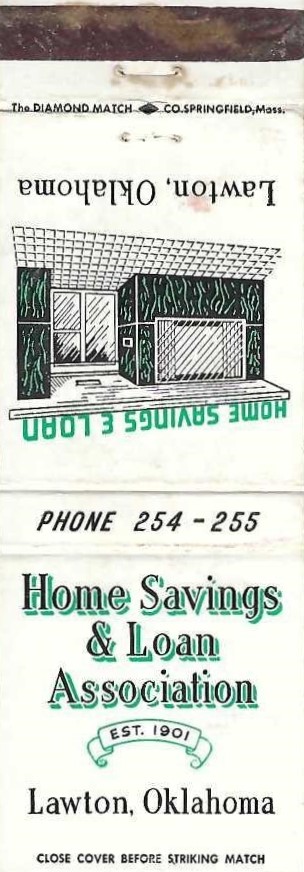 The DIAMOND MATCH CO. SPRINGFIELD, Mass.
Lawton, Oklahoma
HOME SAVINGS & LOAN
PHONE 254-255
Home Savings
& Loan
Association
EST. 1901
Lawton, Oklahoma
CLOSE COVER BEFORE STRIKING MATCH